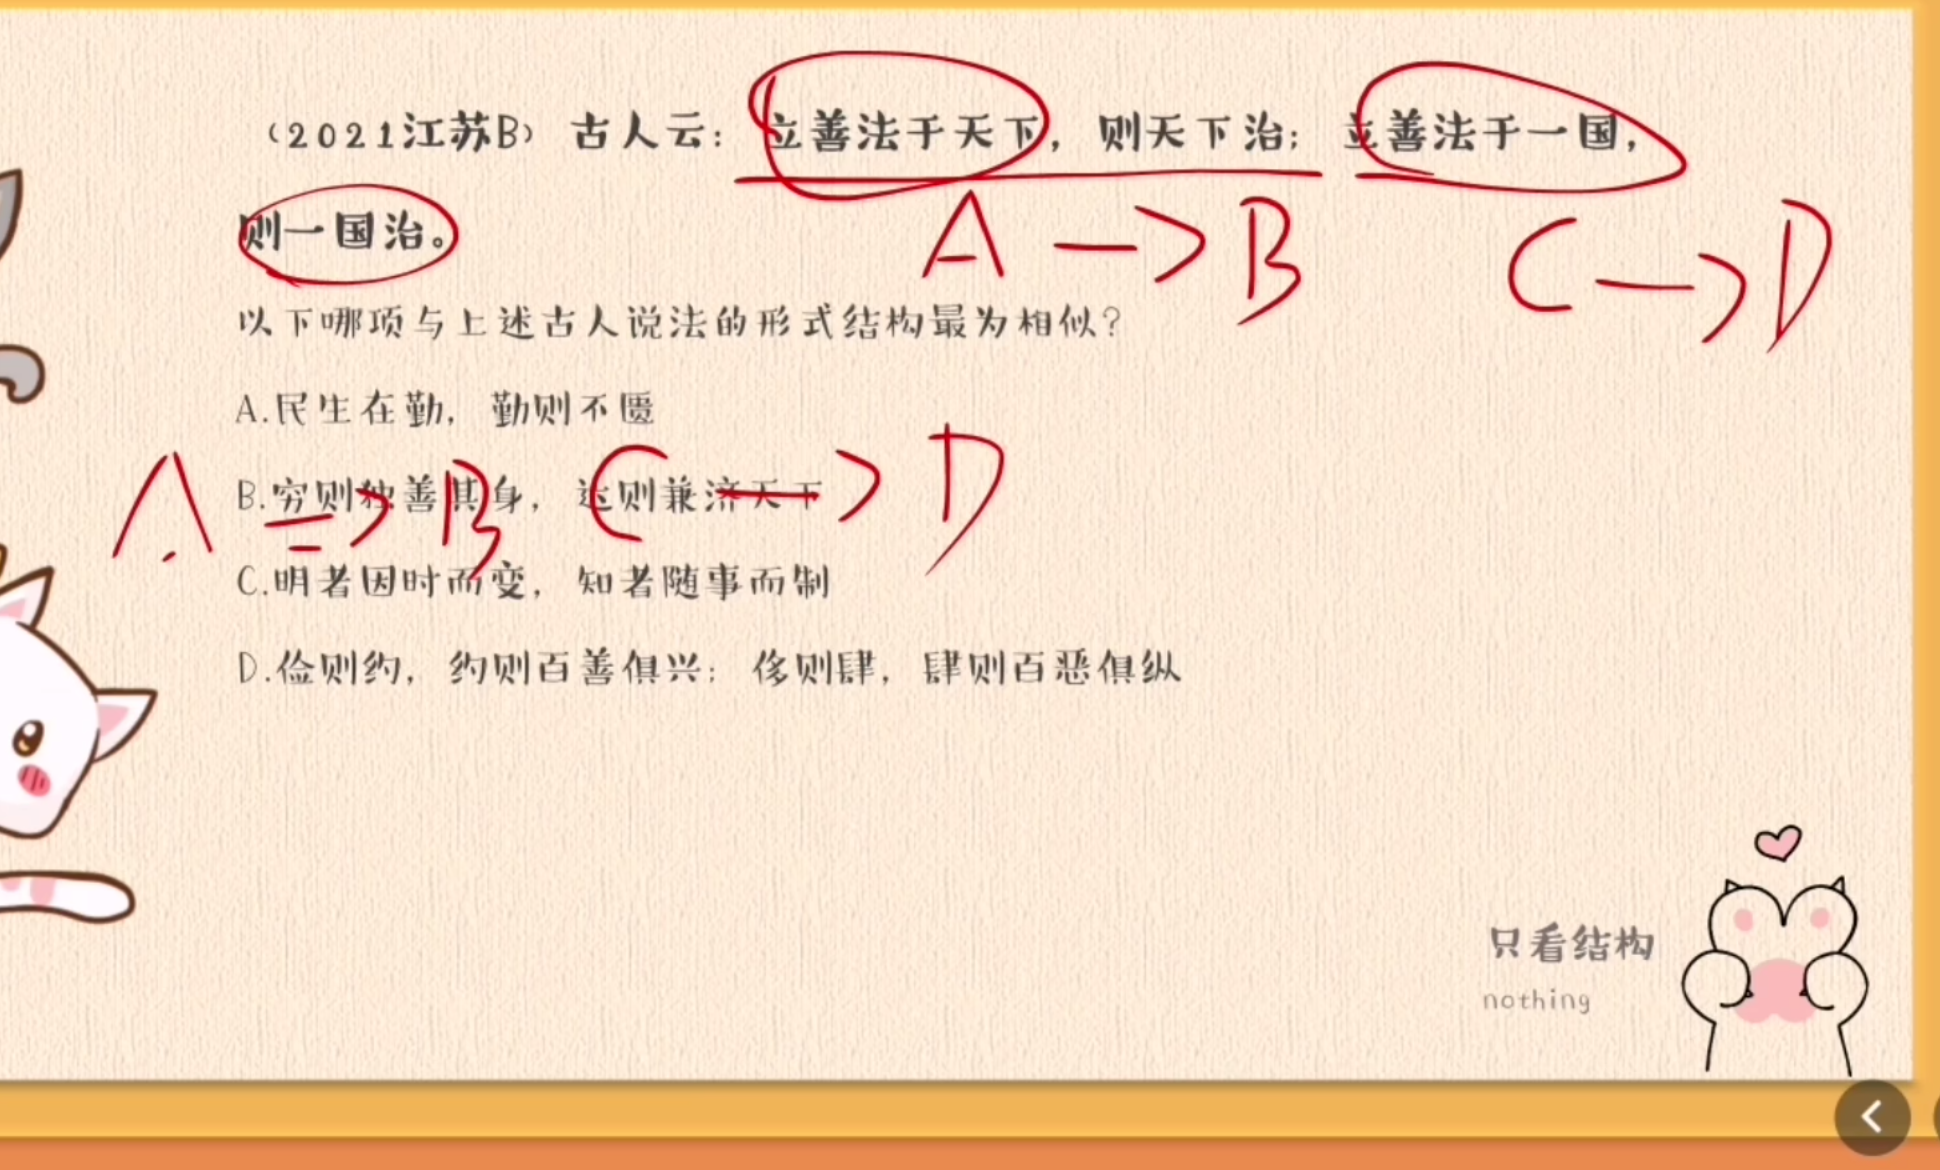 (2021江苏B) 古人云: 立善法于天下, 则天下治; 立善法于一国,
则一国治。
A → B C → D
以下哪项与上述古人说法的形式结构最为相似?
A.民生在勤, 勤则不匮
B.穷则独善其身, 达则兼济天下
A → B C → D
C.明者因时而变, 知者随事而制
D.俭则约, 约则百善俱兴; 侈则肆, 肆则百恶俱纵
只看结构
nothing